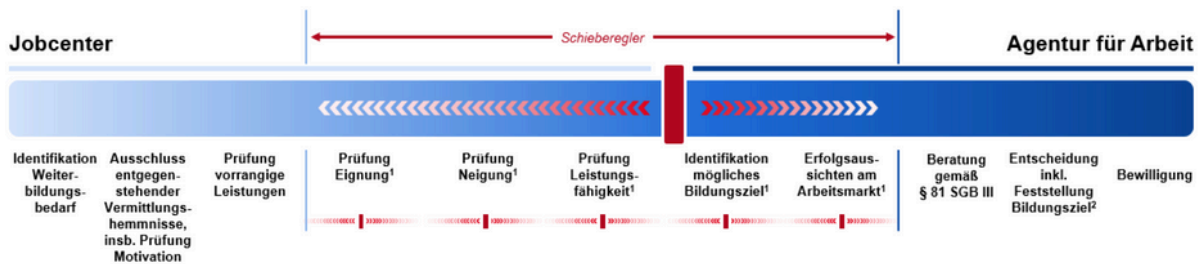 Jobcenter
Schieberegler
Agentur für Arbeit
Identifikation
Weiter-
bildungs-
bedarf
Ausschluss
entgegen-
stehender
Vermittlungs-
hemmnisse,
insb. Prüfung
Motivation
Prüfung
vorrangige
Leistungen
Prüfung
Eignung¹
Prüfung
Neigung¹
Prüfung
Leistungs-
fähigkeit¹
Identifikation
mögliches
Bildungsziel¹
Erfolgsaus-
sichten am
Arbeitsmarkt¹
Beratung
gemäß
§ 81 SGB III
Entscheidung
inkl.
Feststellung
Bildungsziel²
Bewilligung